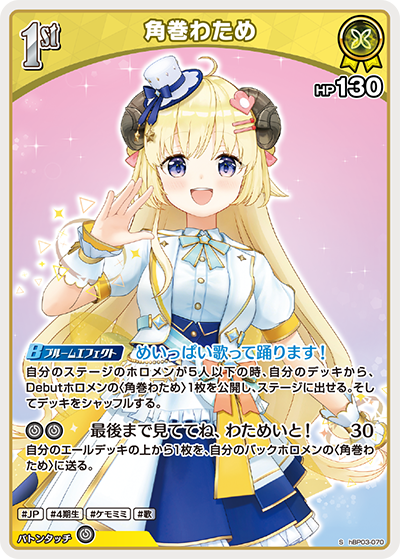 1st
角巻わため
HP130
B ブルームエフェクト めいっぱい歌って踊ります！
自分のステージのホロメンが5人以下の時、自分のデッキから、
Debutホロメンの〈角巻わため〉1枚を公開し、ステージに出せる。そし
てデッキをシャッフルする。
最後まで見ててね、わためいと！ 30
自分のエールデッキの上から1枚を、自分のバックホロメンの〈角巻わ
ため〉に送る。
#JP #4期生 #ケモミミ #歌
バトンタッチ
S hBP03-070